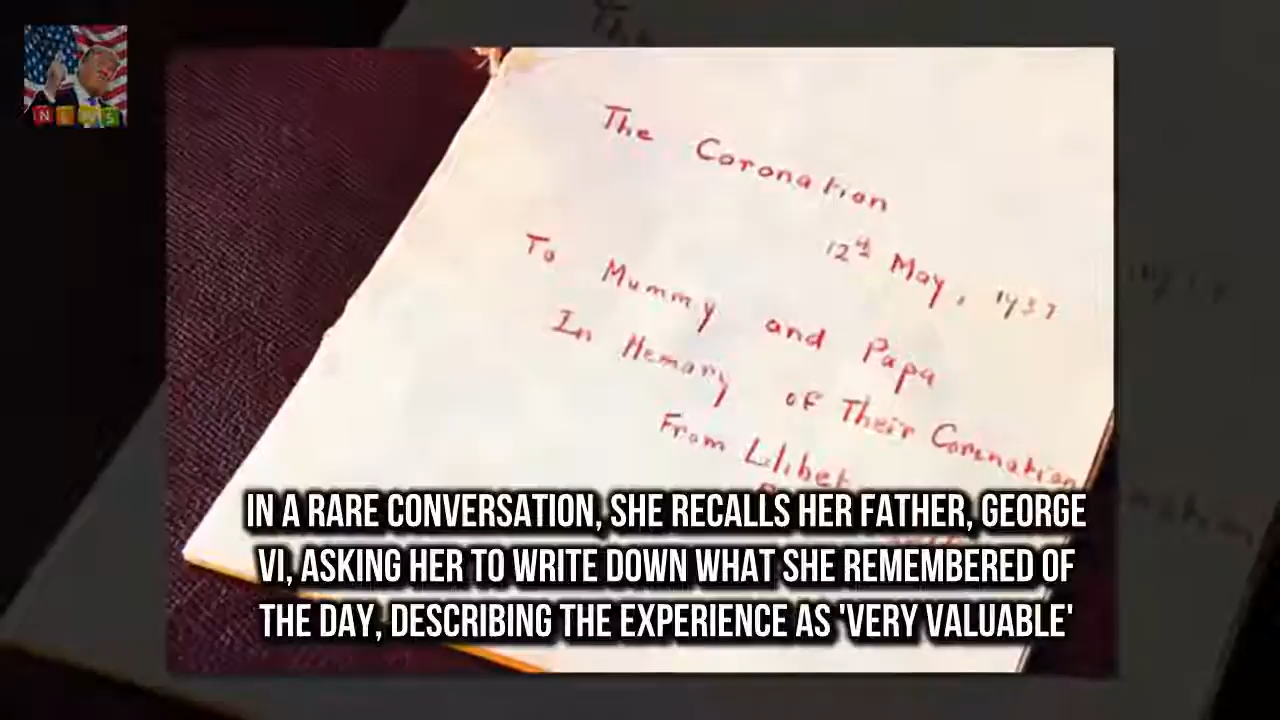 NEWS
The Coronation
12th May, 1937
To Mummy and Papa
In Memory of Their Coronation
From Lilibet
IN A RARE CONVERSATION, SHE RECALLS HER FATHER, GEORGE
VI, ASKING HER TO WRITE DOWN WHAT SHE REMEMBERED OF
THE DAY, DESCRIBING THE EXPERIENCE AS 'VERY VALUABLE'